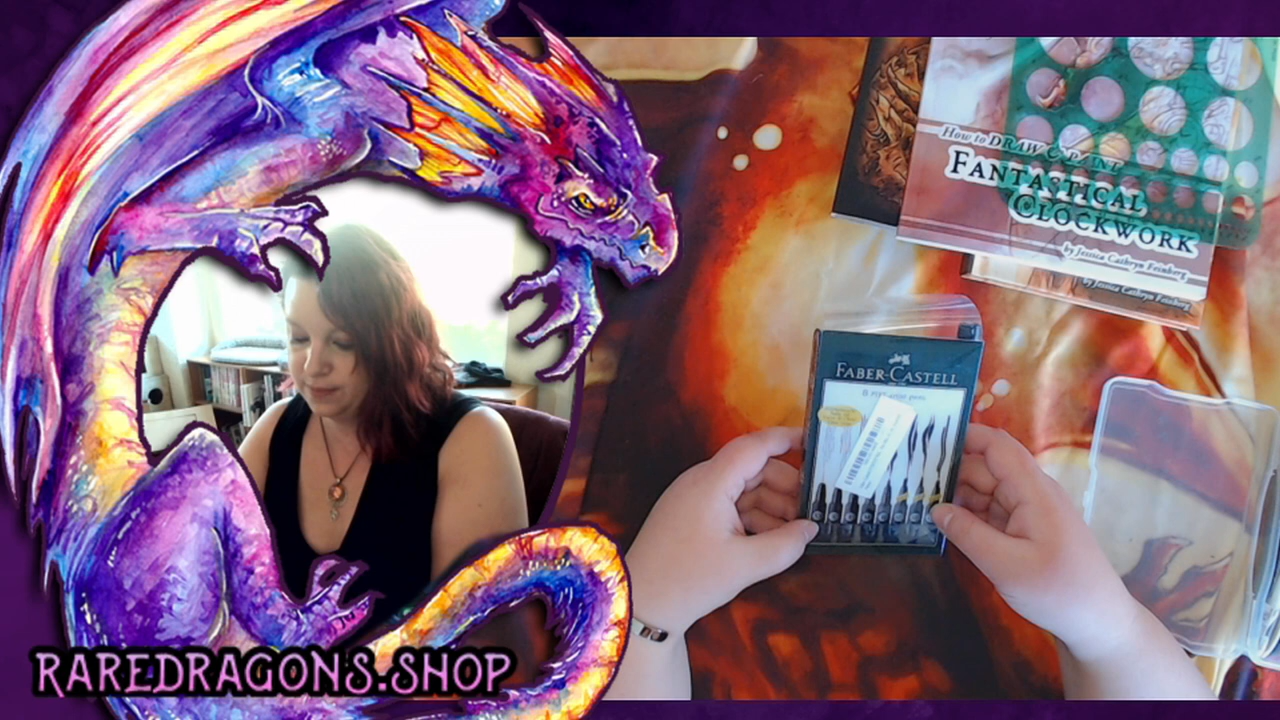 How to DRAW & PAINT
FANTASTICAL
CLOCKWORK
by Jessica Cathryn Feinberg
by Jessica Cathryn Feinberg
FABER-CASTELL
RAREDRAGONS.SHOP